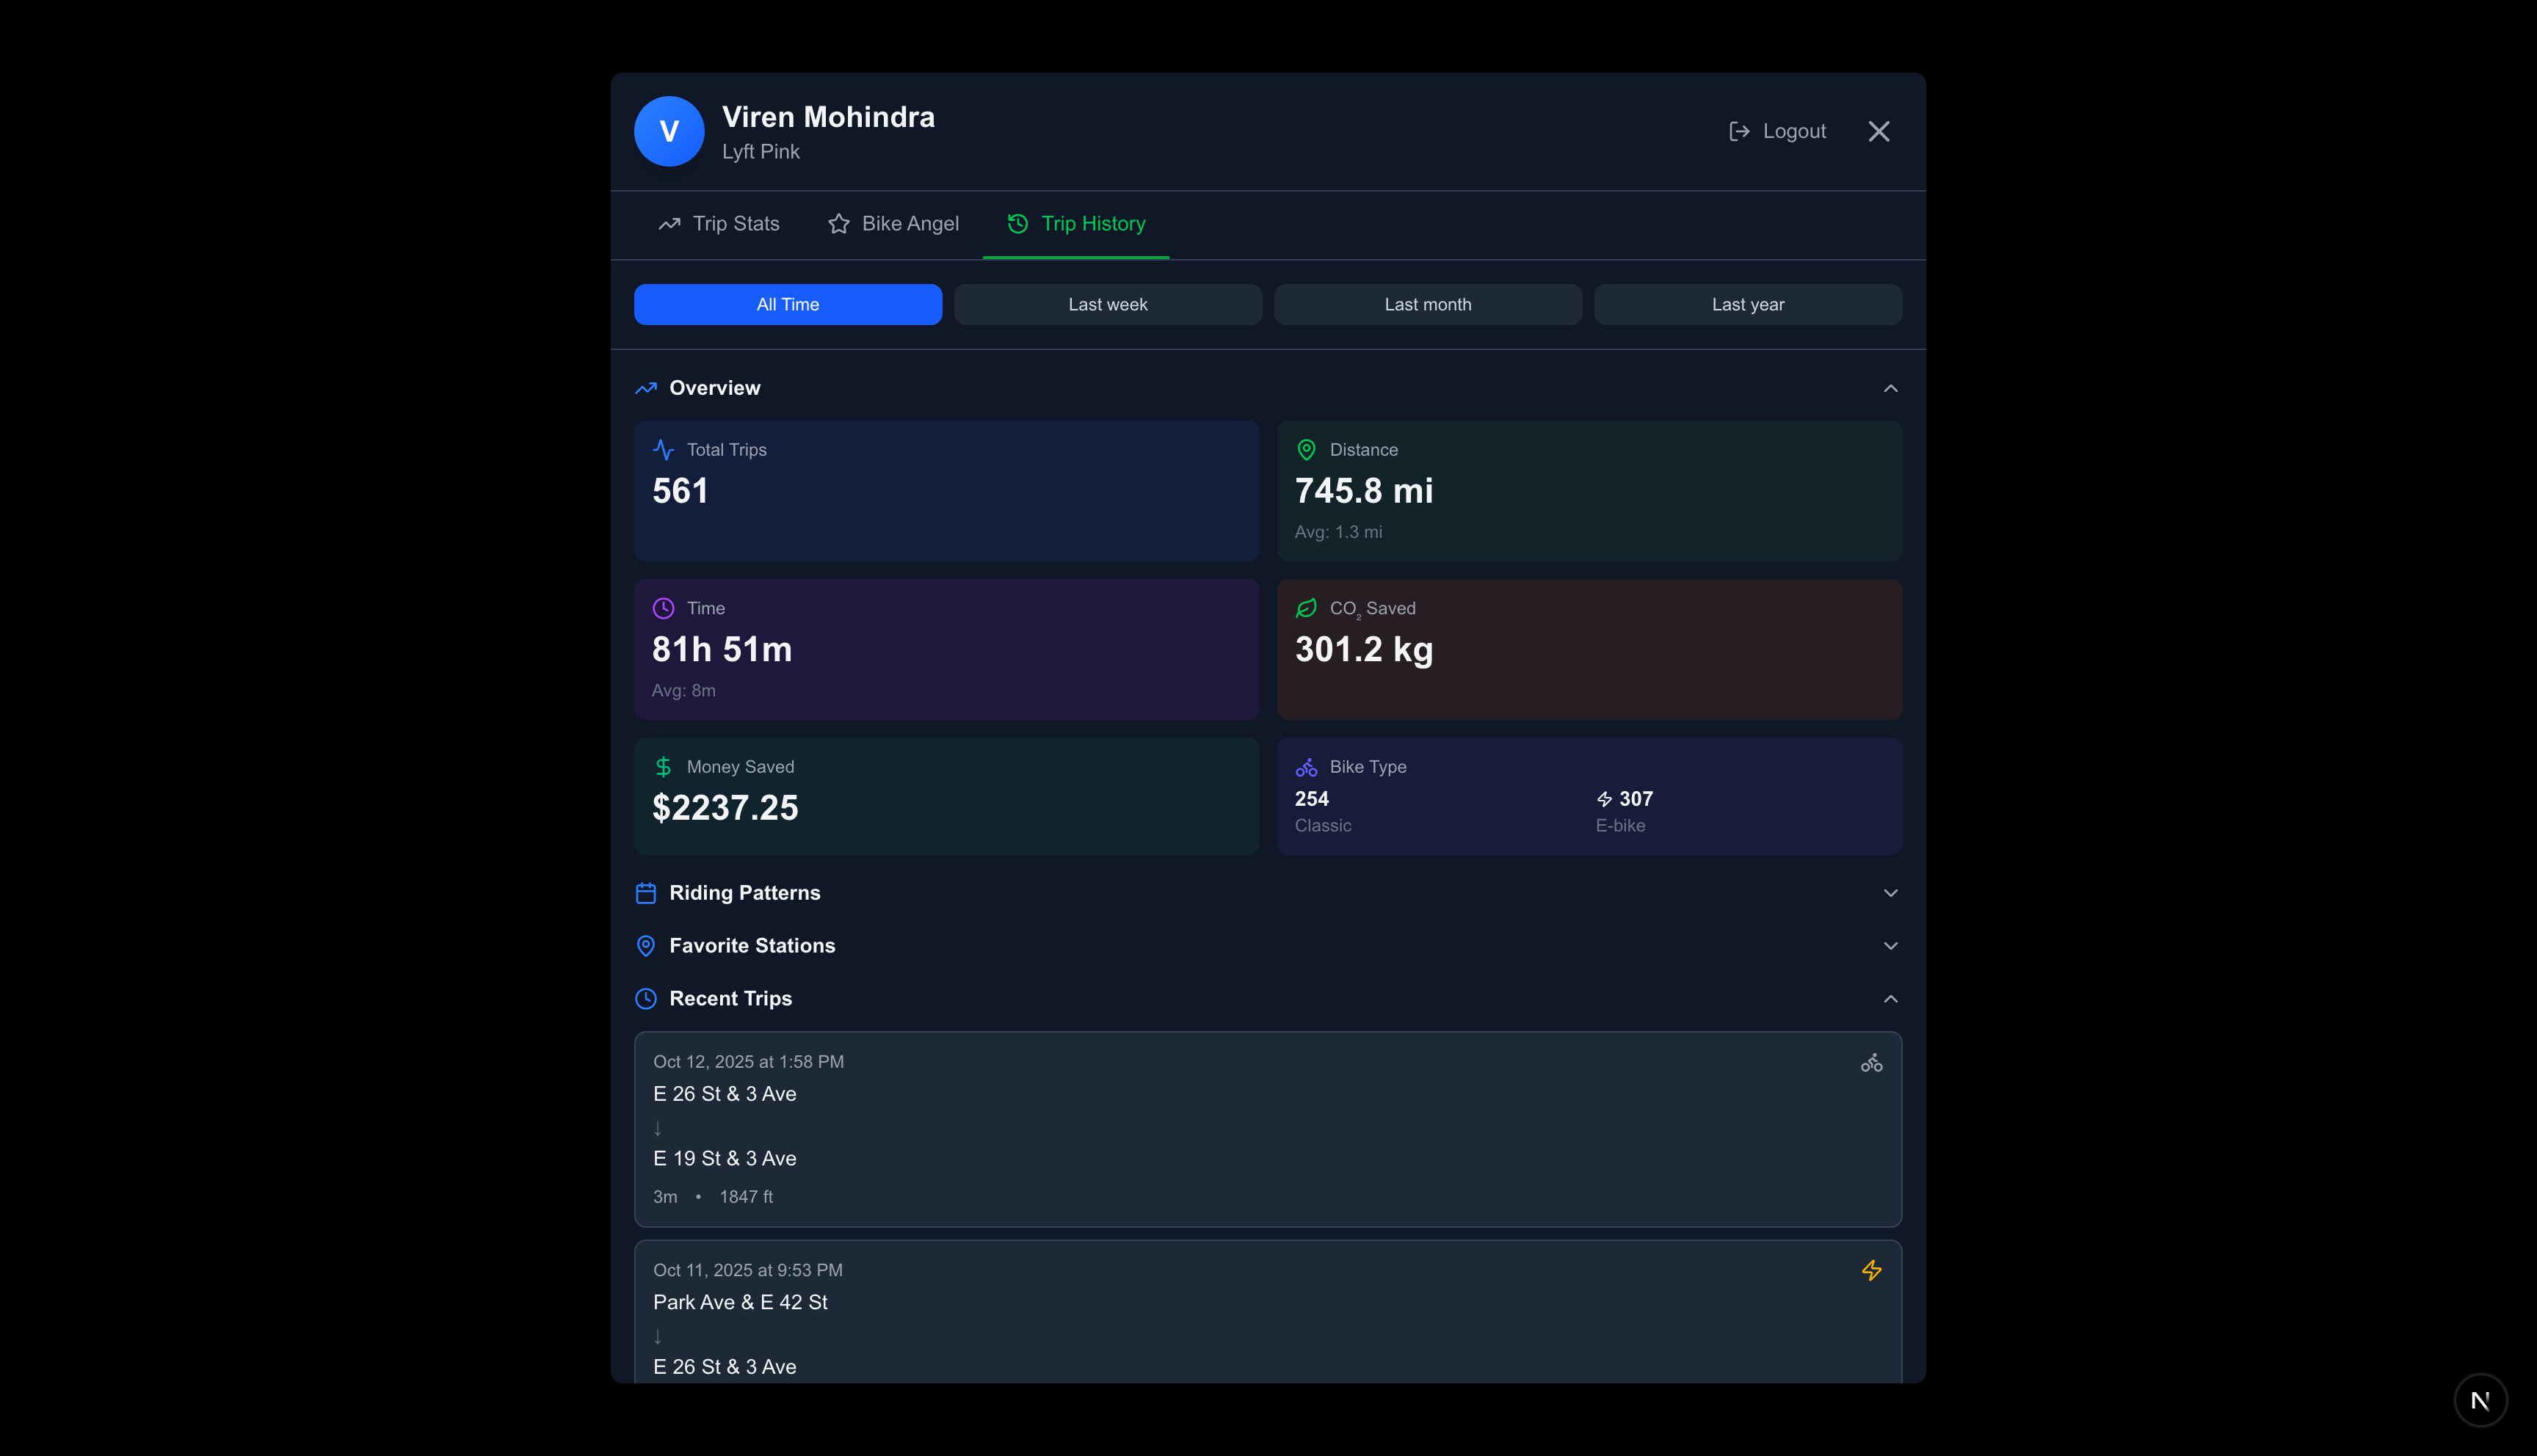 V
Viren Mohindra
Lyft Pink
Logout
Trip Stats
Bike Angel
Trip History
All Time
Last week
Last month
Last year
Overview
Total Trips
561
Distance
745.8 mi
Avg: 1.3 mi
Time
81h 51m
Avg: 8m
CO₂ Saved
301.2 kg
Money Saved
$2237.25
Bike Type
254
Classic
307
E-bike
Riding Patterns
Favorite Stations
Recent Trips
Oct 12, 2025 at 1:58 PM
E 26 St & 3 Ave
↓
E 19 St & 3 Ave
3m • 1847 ft
Oct 11, 2025 at 9:53 PM
Park Ave & E 42 St
↓
E 26 St & 3 Ave
N